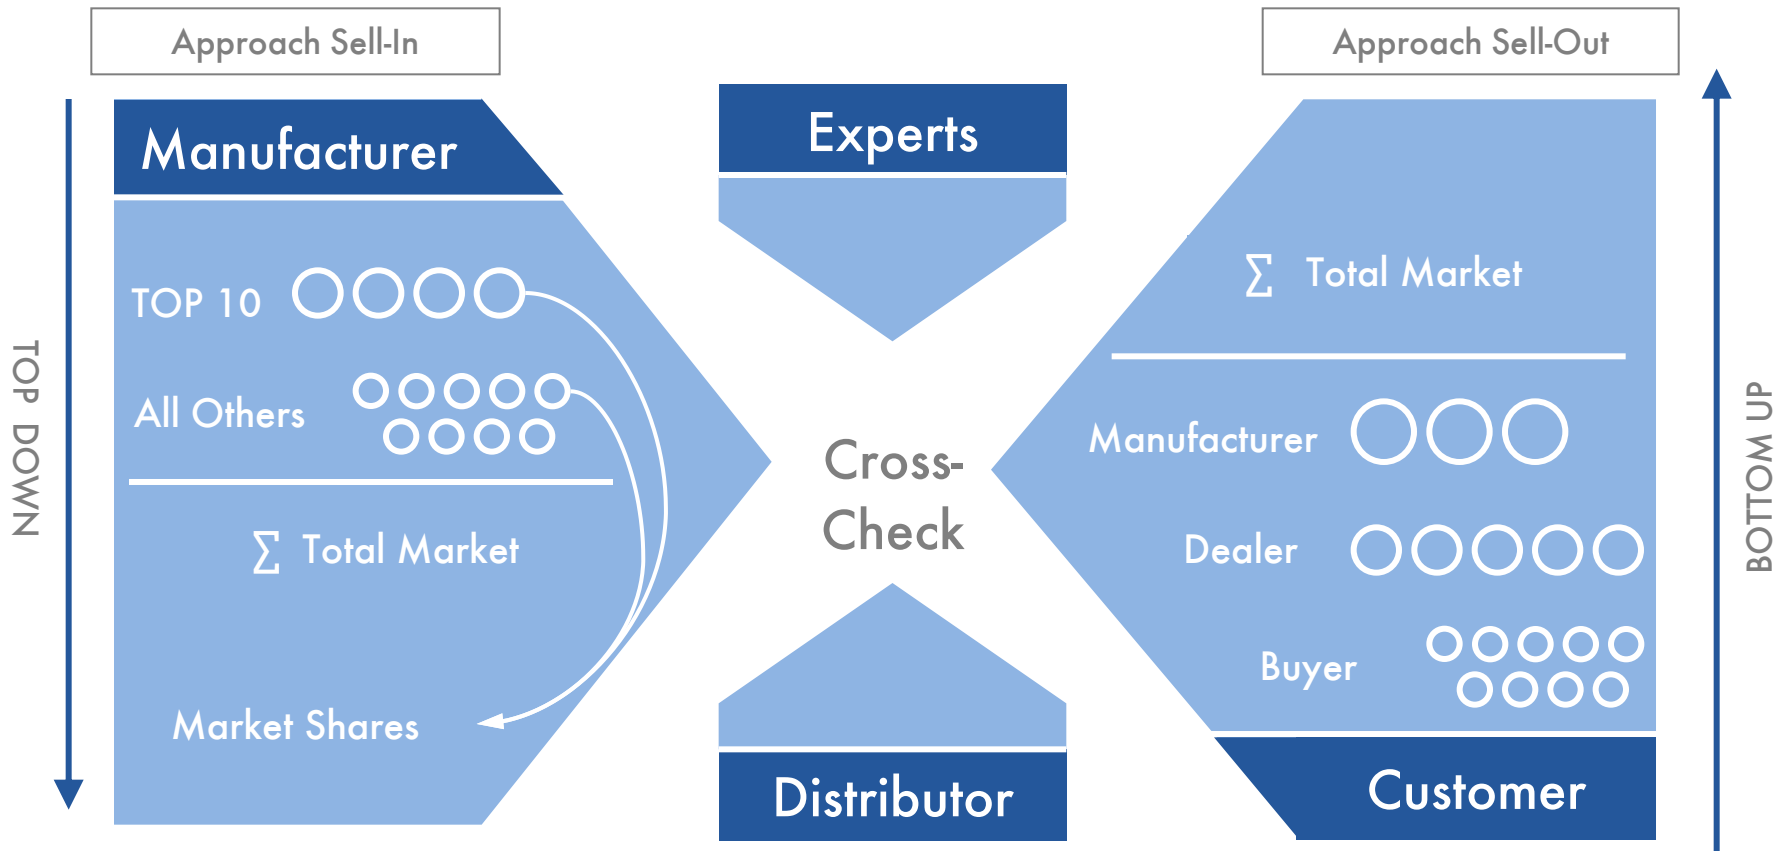 Approach Sell-In
Manufacturer
TOP 10
All Others
∑ Total Market
Market Shares
TOP DOWN
Experts
Cross-
Check
Distributor
Approach Sell-Out
∑ Total Market
Manufacturer
Dealer
Buyer
Customer
BOTTOM UP